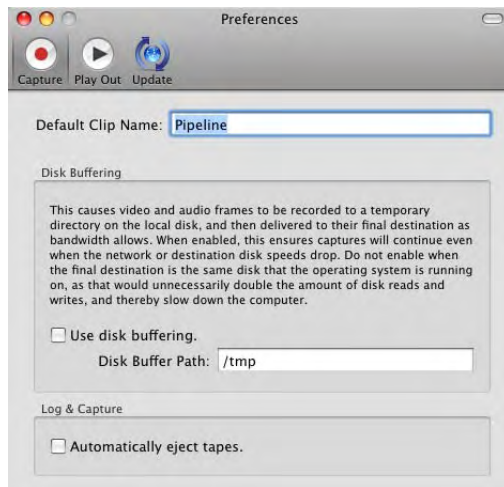 Preferences
Capture Play Out Update
Default Clip Name: Pipeline
Disk Buffering
This causes video and audio frames to be recorded to a temporary
directory on the local disk, and then delivered to their final destination as
bandwidth allows. When enabled, this ensures captures will continue even
when the network or destination disk speeds drop. Do not enable when
the final destination is the same disk that the operating system is running
on, as that would unnecessarily double the amount of disk reads and
writes, and thereby slow down the computer.
Use disk buffering.
Disk Buffer Path: /tmp
Log & Capture
Automatically eject tapes.